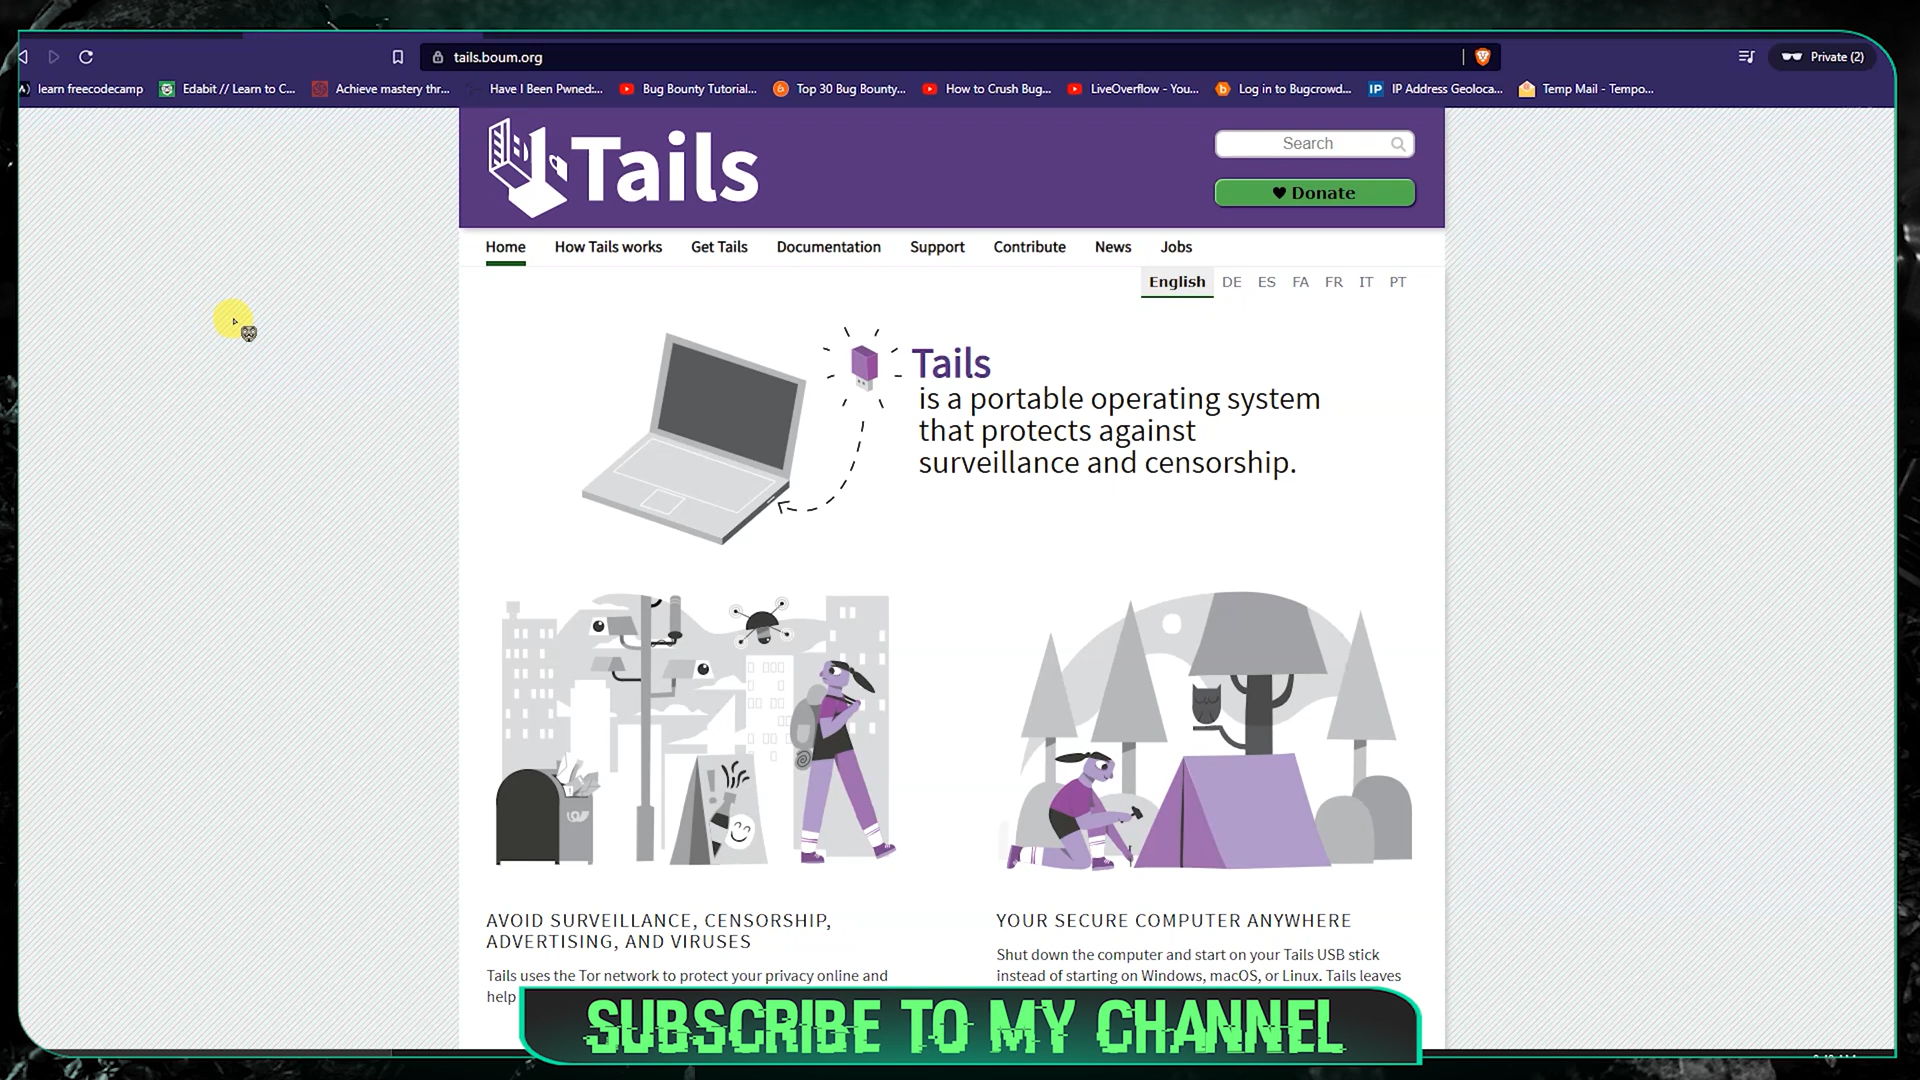 tails.boum.org
Private (2)
learn freecodecamp
Edabit // Learn to C...
Achieve mastery thr...
Have I Been Pwned:...
Bug Bounty Tutorial...
Top 30 Bug Bounty...
How to Crush Bug...
LiveOverflow - You...
Log in to Bugcrowd...
IP IP Address Geoloca...
Temp Mail - Tempo...
Tails
Search
Donate
Home How Tails works Get Tails Documentation Support Contribute News Jobs
English DE ES FA FR IT PT
Tails
is a portable operating system
that protects against
surveillance and censorship.
AVOID SURVEILLANCE, CENSORSHIP,
ADVERTISING, AND VIRUSES
Tails uses the Tor network to protect your privacy online and
help
YOUR SECURE COMPUTER ANYWHERE
Shut down the computer and start on your Tails USB stick
instead of starting on Windows, macOS, or Linux. Tails leaves
SUBSCRIBE TO MY CHANNEL